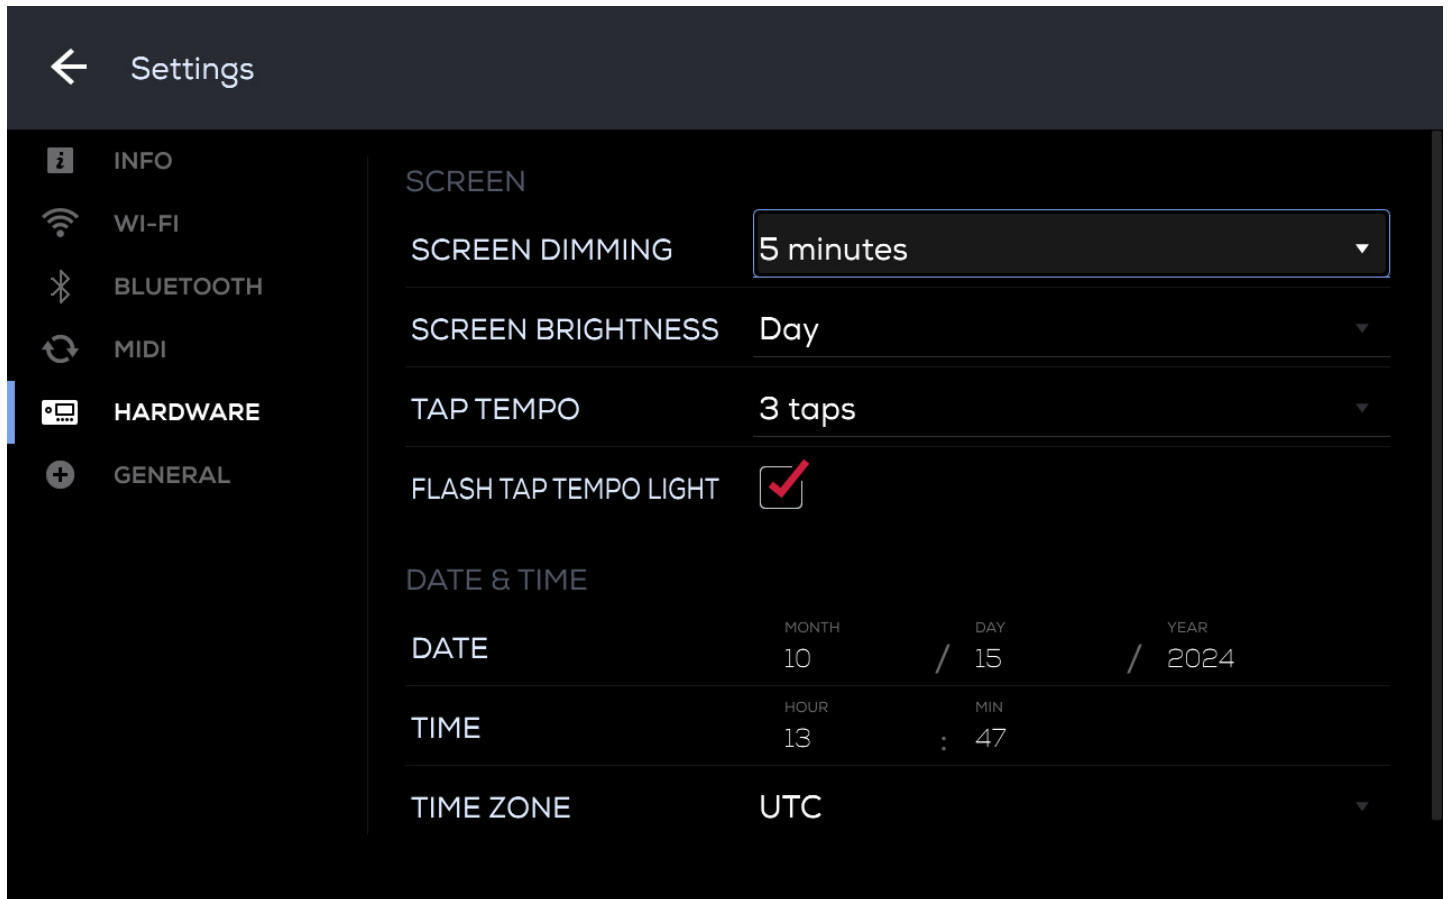 Settings
INFO
WI-FI
BLUETOOTH
MIDI
HARDWARE
GENERAL
SCREEN
SCREEN DIMMING 5 minutes
SCREEN BRIGHTNESS Day
TAP TEMPO 3 taps
FLASH TAP TEMPO LIGHT
DATE & TIME
MONTH DAY YEAR
DATE 10 / 15 / 2024
HOUR MIN
TIME 13 : 47
TIME ZONE UTC